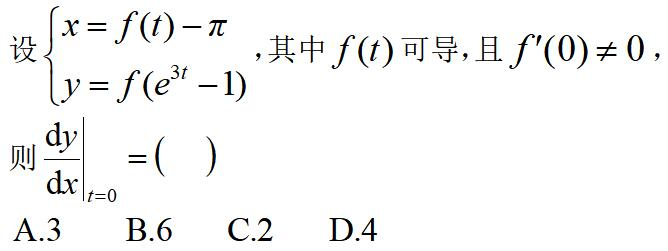 设{x = f(t) − π
y = f(e^{3t} − 1) ,其中 f(t) 可导,且 f′(0) ≠ 0 ,
则 dy/dx|_{t=0} = ( )
A.3 B.6 C.2 D.4